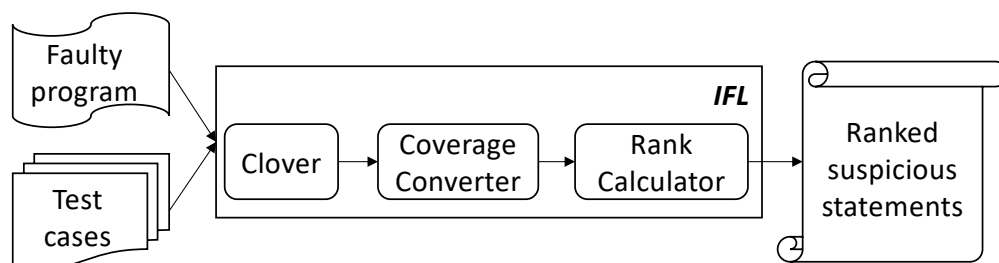 Faulty
program
Test
cases
IFL
Clover
Coverage
Converter
Rank
Calculator
Ranked
suspicious
statements